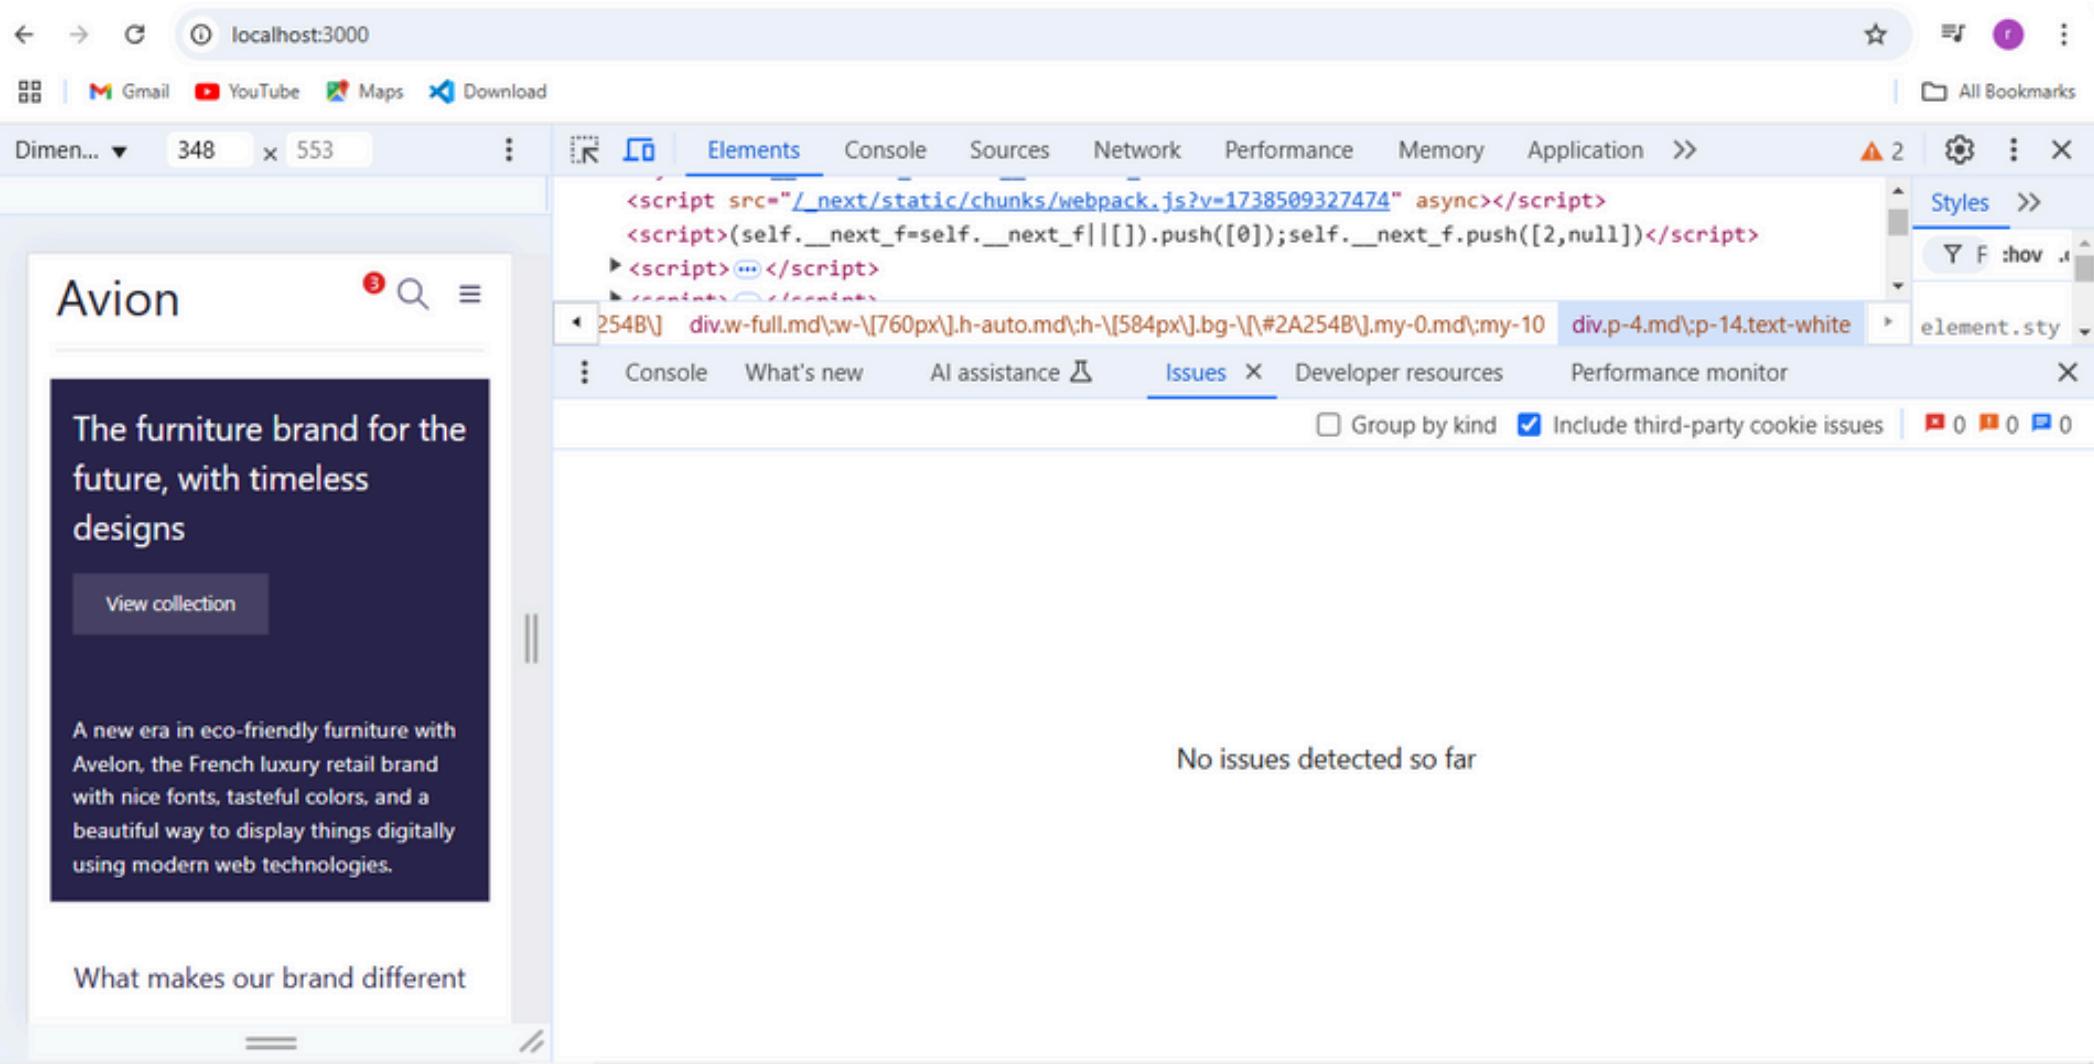 localhost:3000
Gmail YouTube Maps Download All Bookmarks
Dimen... 348 x 553
Elements Console Sources Network Performance Memory Application 2
<script src="/_next/static/chunks/webpack.js?v=1738509327474" async></script>
<script>(self.__next_f=self.__next_f||[]).push([0]);self.__next_f.push([2,null])</script>
<script>…</script>
254B\] div.w-full.md\:w-\[760px\].h-auto.md\:h-\[584px\].bg-\[\#2A254B\].my-0.md\:my-10 div.p-4.md\:p-14.text-white
Styles
F :hov
element.sty
Console What's new AI assistance Issues Developer resources Performance monitor
Group by kind Include third-party cookie issues 0 0 0
No issues detected so far
Avion 3
The furniture brand for the
future, with timeless
designs
View collection
A new era in eco-friendly furniture with
Avelon, the French luxury retail brand
with nice fonts, tasteful colors, and a
beautiful way to display things digitally
using modern web technologies.
What makes our brand different
r